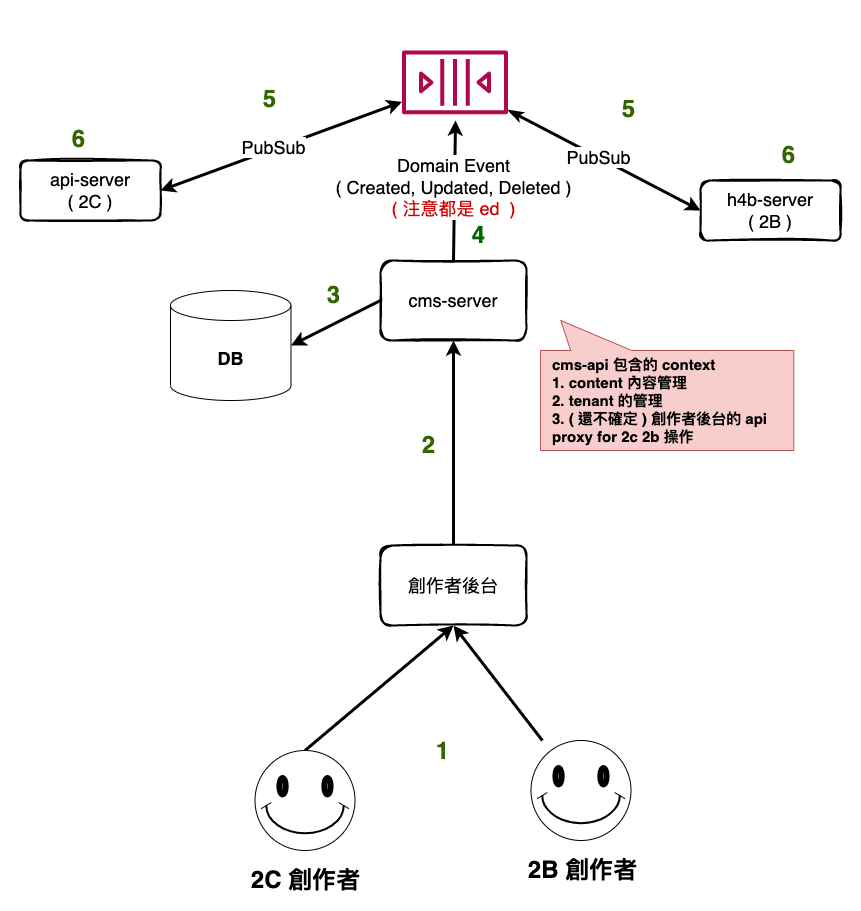 5
5
6
PubSub
api-server
( 2C )
Domain Event
( Created, Updated, Deleted )
( 注意都是 ed )
4
PubSub
6
h4b-server
( 2B )
3
cms-server
DB
cms-api 包含的 context
1. content 內容管理
2. tenant 的管理
3. ( 還不確定 ) 創作者後台的 api
proxy for 2c 2b 操作
2
創作者後台
1
2C 創作者
2B 創作者